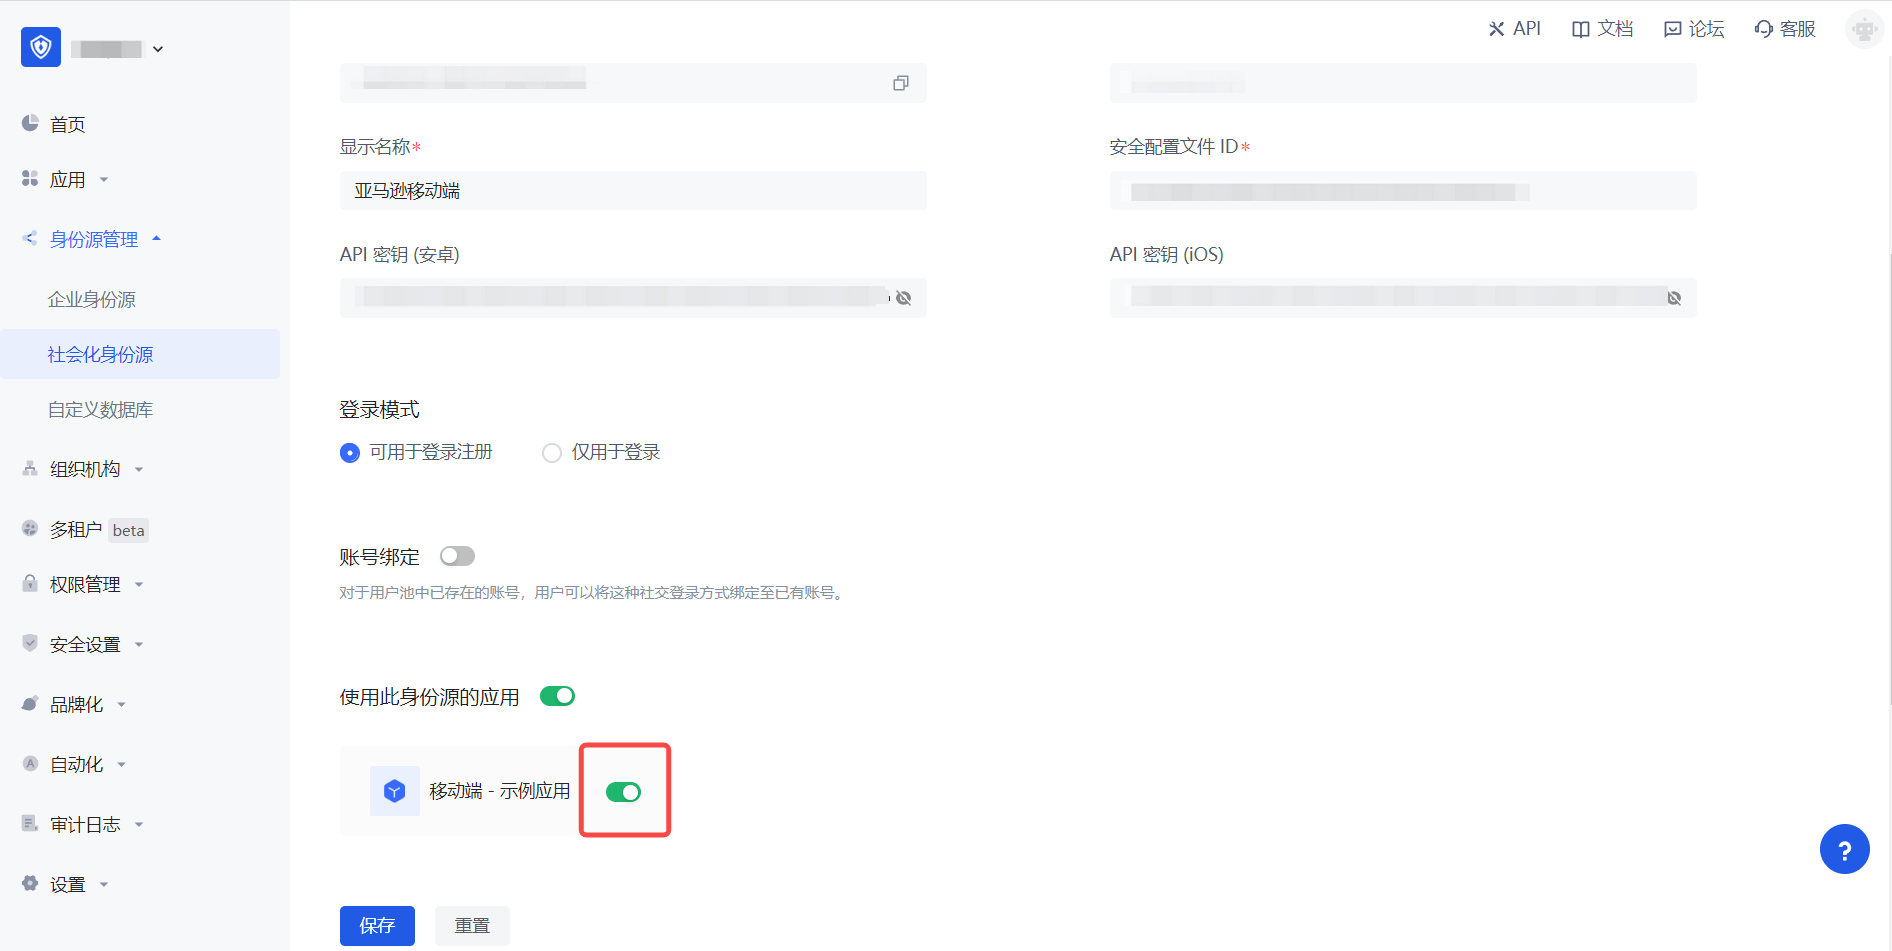 API
文档
论坛
客服
首页
应用
身份源管理
企业身份源
社会化身份源
自定义数据库
组织机构
多租户 beta
权限管理
安全设置
品牌化
自动化
审计日志
设置
显示名称*
亚马逊移动端
安全配置文件 ID*
API 密钥 (安卓)
API 密钥 (iOS)
登录模式
可用于登录注册
仅用于登录
账号绑定
对于用户池中已存在的账号，用户可以将这种社交登录方式绑定至已有账号。
使用此身份源的应用
移动端 - 示例应用
保存
重置
?